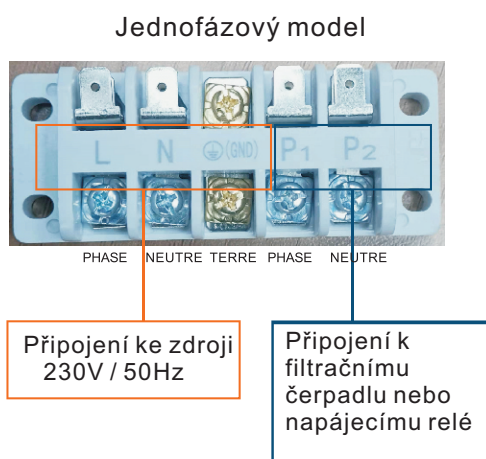 Jednofázový model
L N (GND) P1 P2
PHASE NEUTRE TERRE PHASE NEUTRE
Připojení ke zdroji
230V / 50Hz
Připojení k
filtračnímu
čerpadlu nebo
napájecímu relé